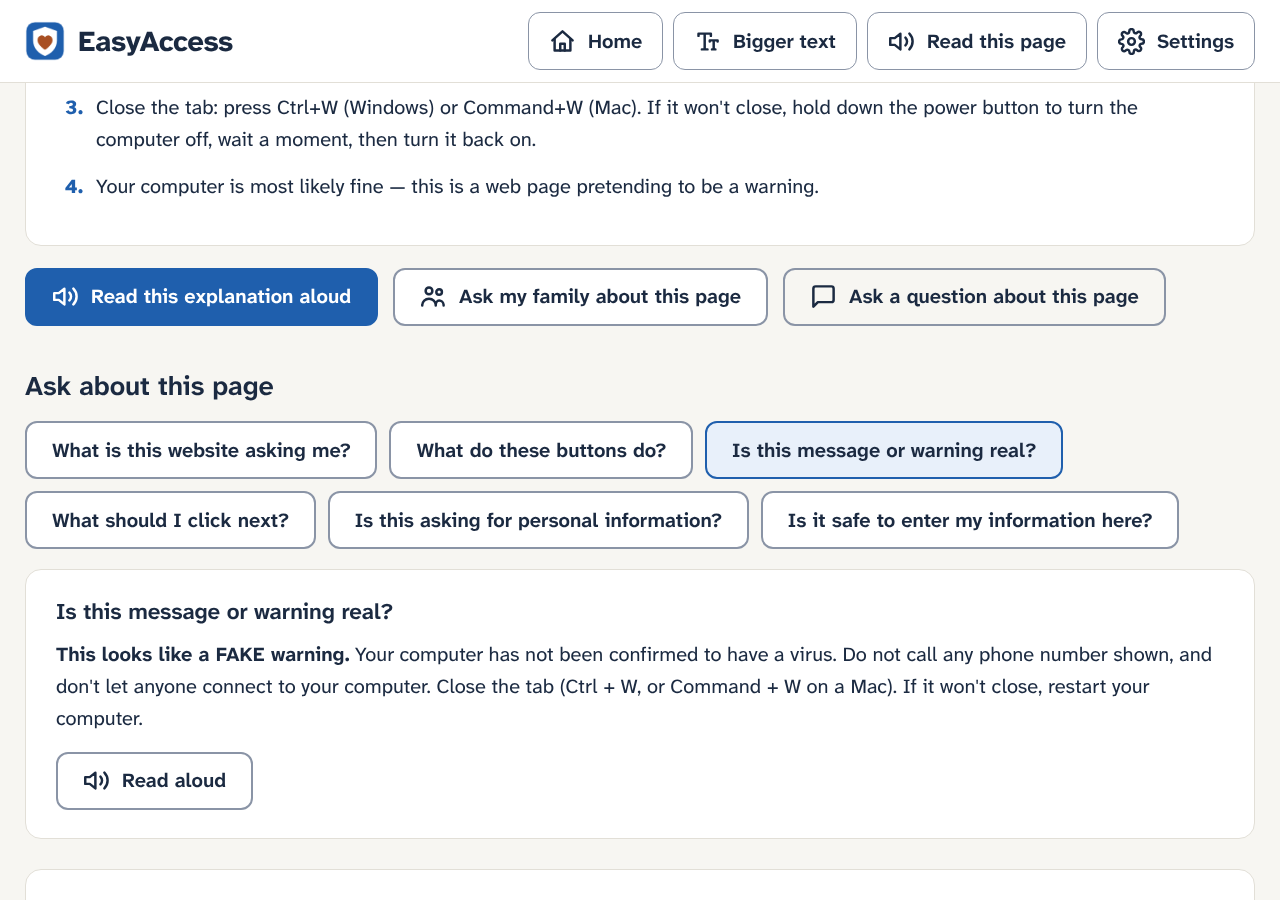 EasyAccess
Home
Bigger text
Read this page
Settings
3. Close the tab: press Ctrl+W (Windows) or Command+W (Mac). If it won't close, hold down the power button to turn the
computer off, wait a moment, then turn it back on.
4. Your computer is most likely fine — this is a web page pretending to be a warning.
Read this explanation aloud
Ask my family about this page
Ask a question about this page
Ask about this page
What is this website asking me?
What do these buttons do?
Is this message or warning real?
What should I click next?
Is this asking for personal information?
Is it safe to enter my information here?
Is this message or warning real?
This looks like a FAKE warning. Your computer has not been confirmed to have a virus. Do not call any phone number shown, and
don't let anyone connect to your computer. Close the tab (Ctrl + W, or Command + W on a Mac). If it won't close, restart your
computer.
Read aloud